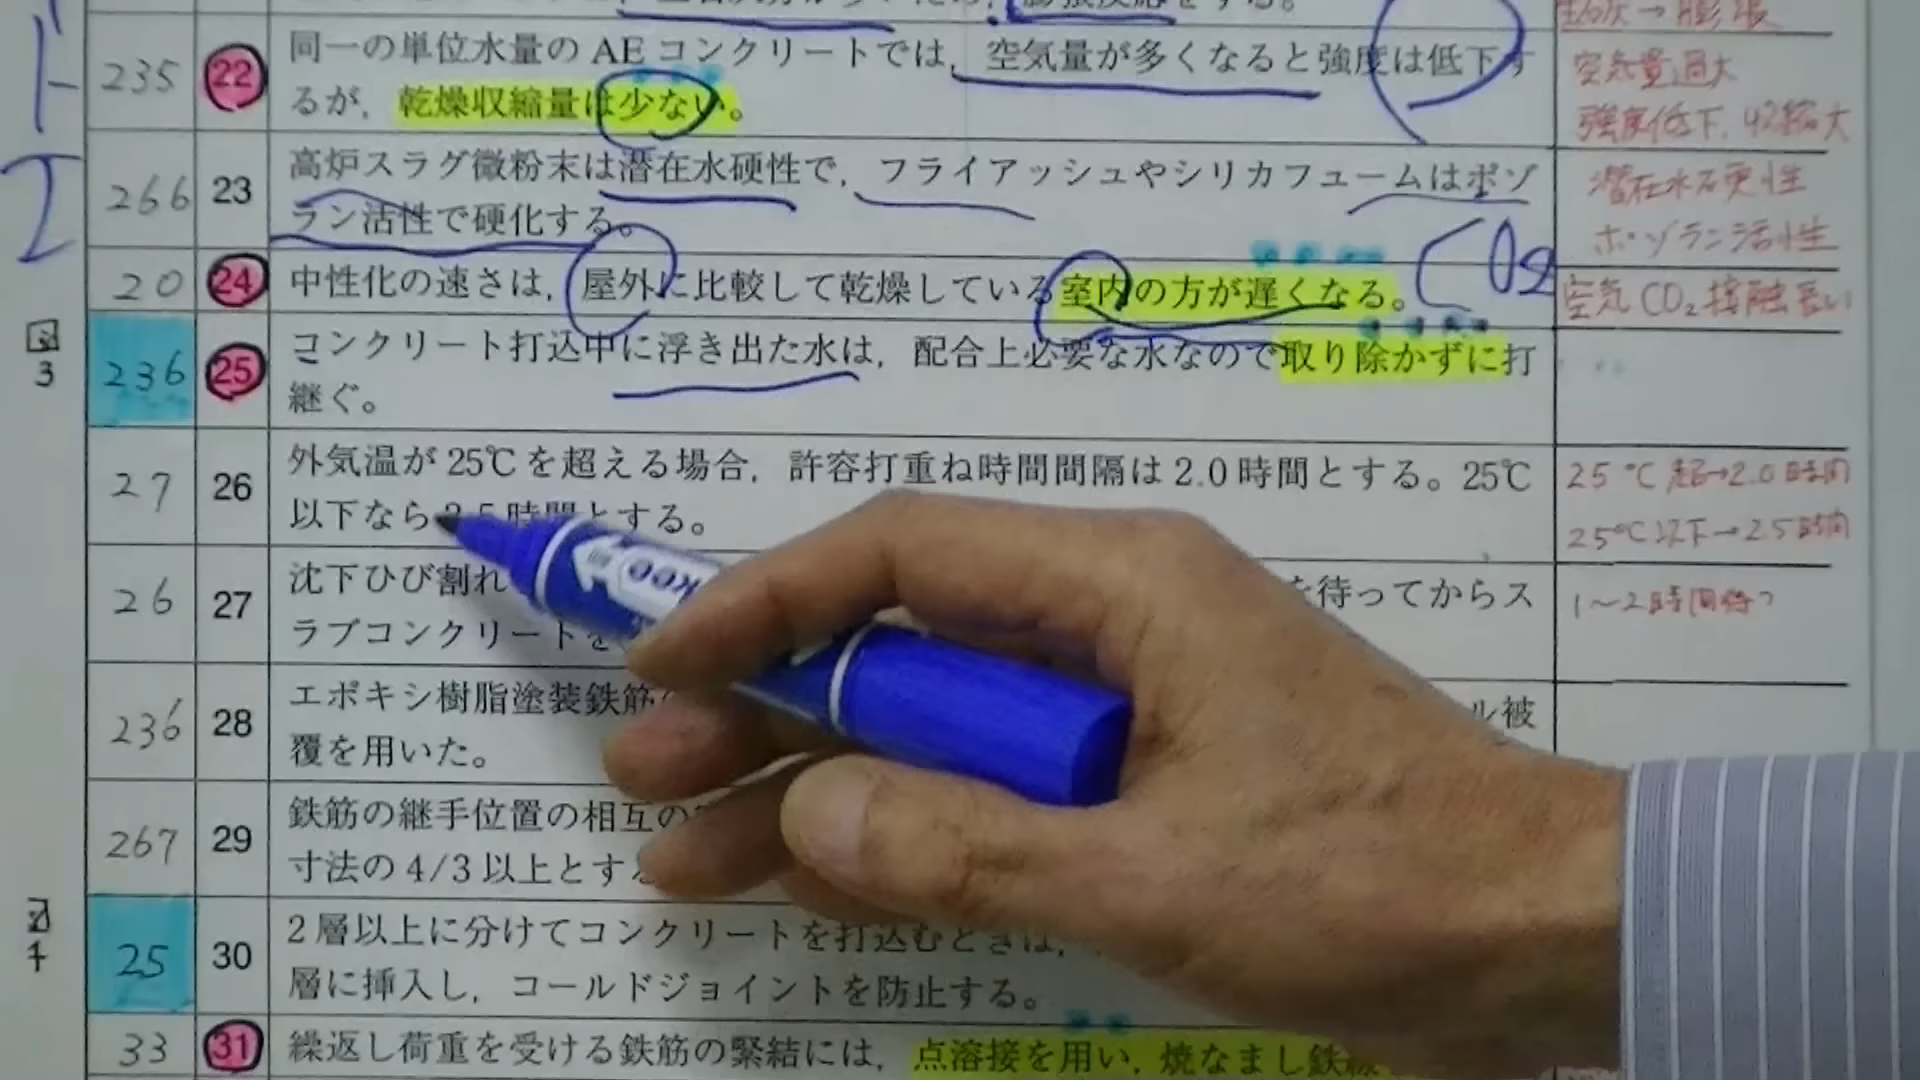 膨張反応をする。
235 22 同一の単位水量の AE コンクリートでは，空気量が多くなると強度は低下す
るが，乾燥収縮量は少ない。
空気量過大
強度低下，収縮大
266 23 高炉スラグ微粉末は潜在水硬性で，フライアッシュやシリカフュームはポゾ
ラン活性で硬化する。
潜在水硬性
ポゾラン活性
20 24 中性化の速さは，屋外に比較して乾燥している室内の方が遅くなる。
CO2
空気 CO2 接触長い
3
236 25 コンクリート打込中に浮き出た水は，配合上必要な水なので取り除かずに打
継ぐ。
27 26 外気温が 25℃を超える場合，許容打重ね時間間隔は 2.0 時間とする。25℃
以下なら 2.5 時間とする。
25℃超→2.0時間
25℃以下→2.5時間
26 27 沈下ひび割れ を待ってからス
ラブコンクリートを
1～2時間待つ
236 28 エポキシ樹脂塗装鉄筋 ル被
覆を用いた。
267 29 鉄筋の継手位置の相互の
寸法の 4/3 以上とする
25 30 2 層以上に分けてコンクリートを打込むときは，
層に挿入し，コールドジョイントを防止する。
33 31 繰返し荷重を受ける鉄筋の緊結には，点溶接を用い，焼なまし鉄線